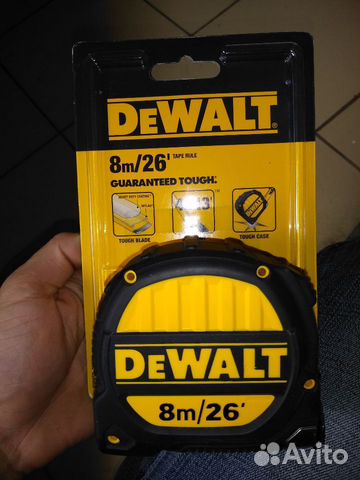 DEWALT®
8m/26' TAPE RULE
GUARANTEED TOUGH.
TOUGH BLADE
TOUGH CASE
DEWALT
8m/26'
Avito